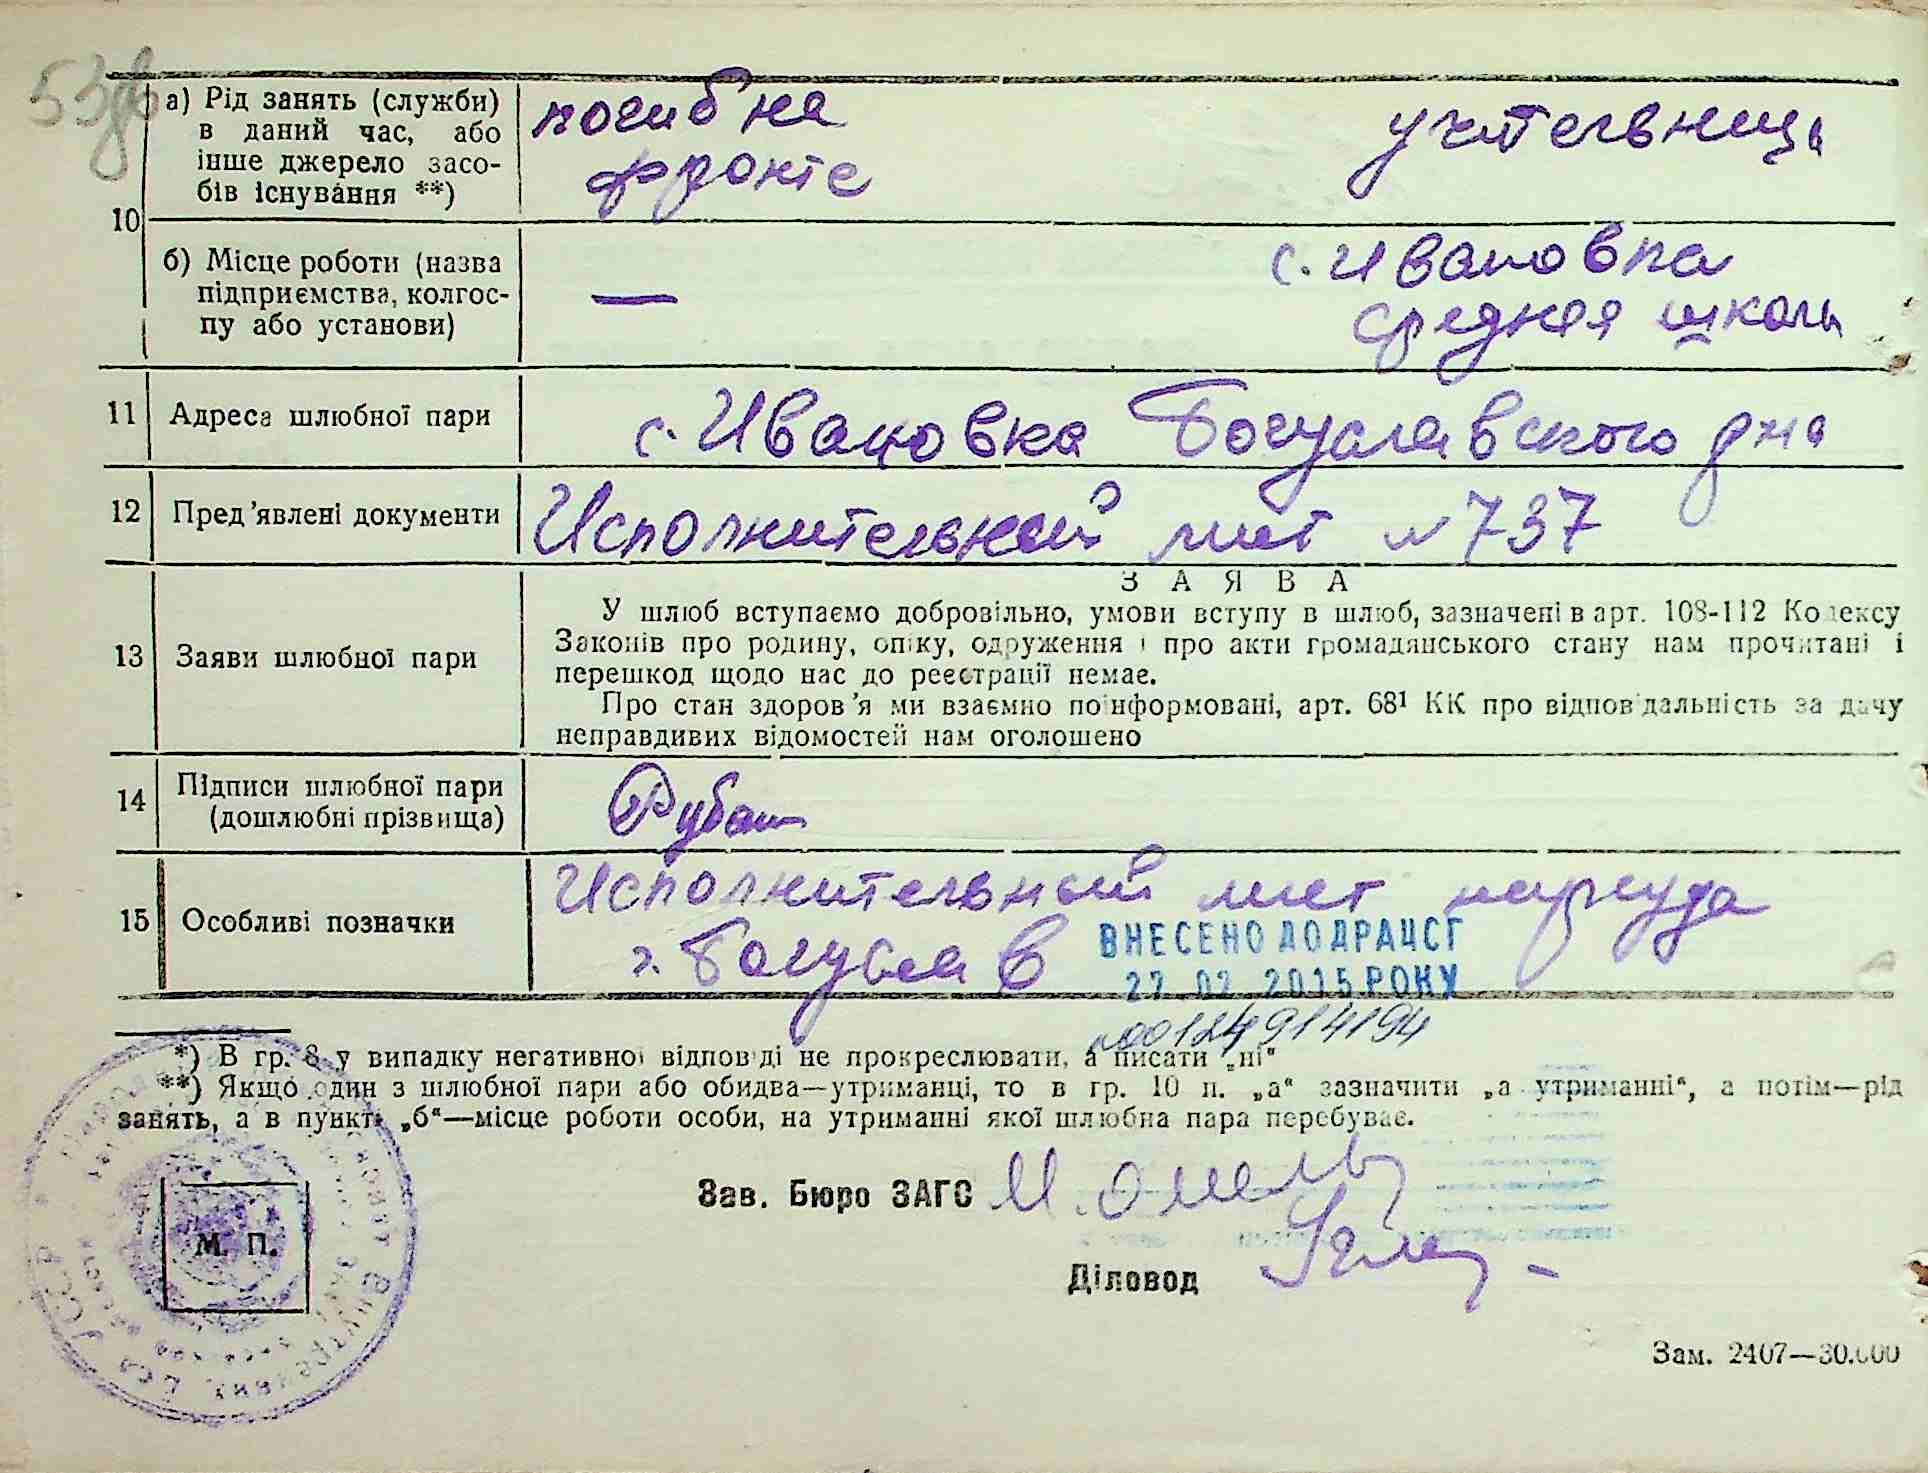 53
10
а) Рід занять (служби)
в даний час, або
інше джерело засо-
бів існування **)
погиб на
фронте
учительница
б) Місце роботи (назва
підприємства, колгос-
пу або установи)
—
с. Ивановка
средняя школа
11 Адреса шлюбної пари с. Ивановка Богуславского р-на
12 Пред'явлені документи Исполнительный лист № 737
13 Заяви шлюбної пари
ЗАЯВА
У шлюб вступаємо добровільно, умови вступу в шлюб, зазначені в арт. 108-112 Кодексу
Законів про родину, опіку, одруження і про акти громадянського стану нам прочитані і
перешкод щодо нас до реєстрації немає.
Про стан здоров'я ми взаємно поінформовані, арт. 68¹ КК про відповідальність за дачу
неправдивих відомостей нам оголошено
14 Підписи шлюбної пари
(дошлюбні прізвища)
Рубан
15 Особливі позначки
Исполнительный лист нарсуда
г. Богуслав
ВНЕСЕНО ДО ДРАЦСГ
27 02 2015 РОКУ
№00124914194
*) В гр. 8 у випадку негативної відповіді не прокреслювати, а писати „ні“
**) Якщо один з шлюбної пари або обидва—утриманці, то в гр. 10 п. „а“ зазначити „а утриманні“, а потім—рід
занять, а в пункті „б“—місце роботи особи, на утриманні якої шлюбна пара перебуває.
Зав. Бюро ЗАГС
М. П.
Діловод
Зам. 2407—30.000